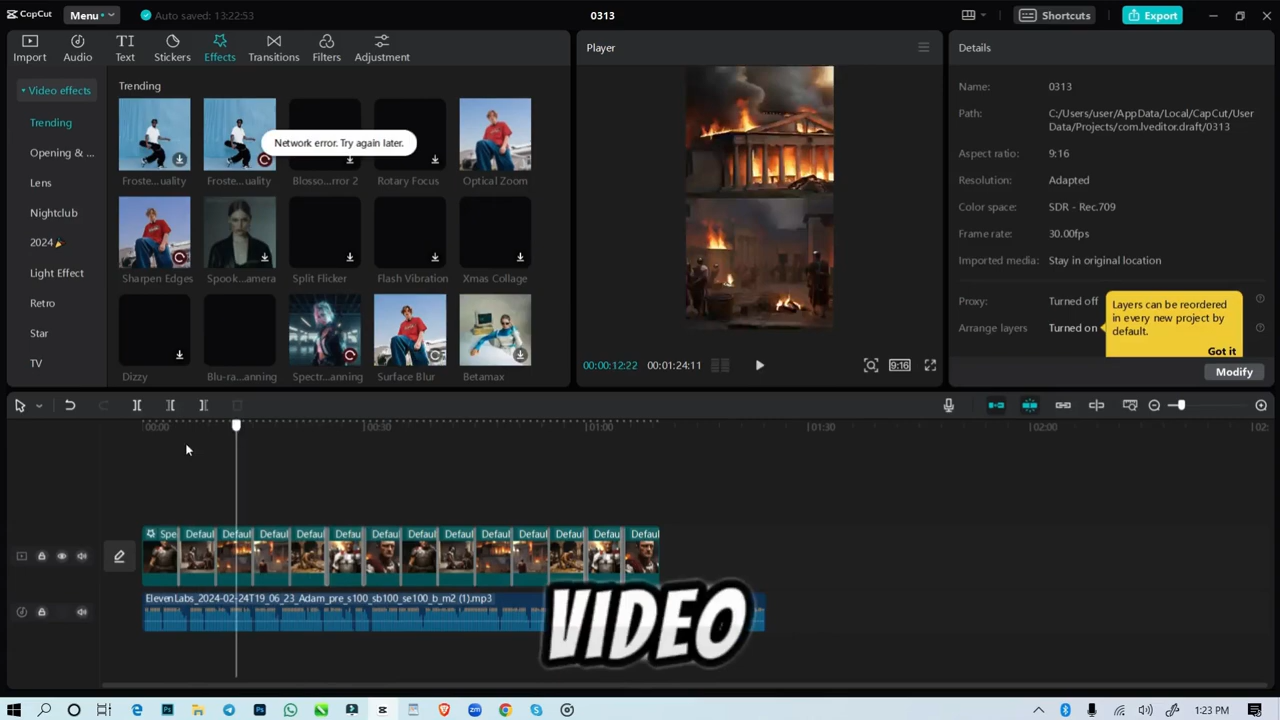 CapCut
Menu
Auto saved: 13:22:53
0313
Shortcuts
Export
Import
Audio
Text
Stickers
Effects
Transitions
Filters
Adjustment
Video effects
Trending
Opening & ...
Lens
Nightclub
2024
Light Effect
Retro
Star
TV
Trending
Network error. Try again later.
Froste...uality
Froste...uality
Blosso...rror 2
Rotary Focus
Optical Zoom
Sharpen Edges
Spook...amera
Split Flicker
Flash Vibration
Xmas Collage
Dizzy
Blu-ra...anning
Spectr...anning
Surface Blur
Betamax
Player
00:00:12:22
00:01:24:11
9:16
Details
Name:
0313
Path:
C:/Users/user/AppData/Local/CapCut/User
Data/Projects/com.lveditor.draft/0313
Aspect ratio:
9:16
Resolution:
Adapted
Color space:
SDR - Rec.709
Frame rate:
30.00fps
Imported media:
Stay in original location
Proxy:
Turned off
Arrange layers
Turned on
Layers can be reordered
in every new project by
default.
Got it
Modify
00:00
|00:30
|01:00
|01:30
|02:00
|02:
Spe
Defaul
Defaul
Defaul
Defaul
Defaul
Defaul
Defaul
Defaul
Defaul
Defaul
Defaul
Defaul
Defaul
ElevenLabs_2024-02-24T19_06_23_Adam_pre_s100_sb100_se100_b_m2 (1).mp3
VIDEO
1:23 PM